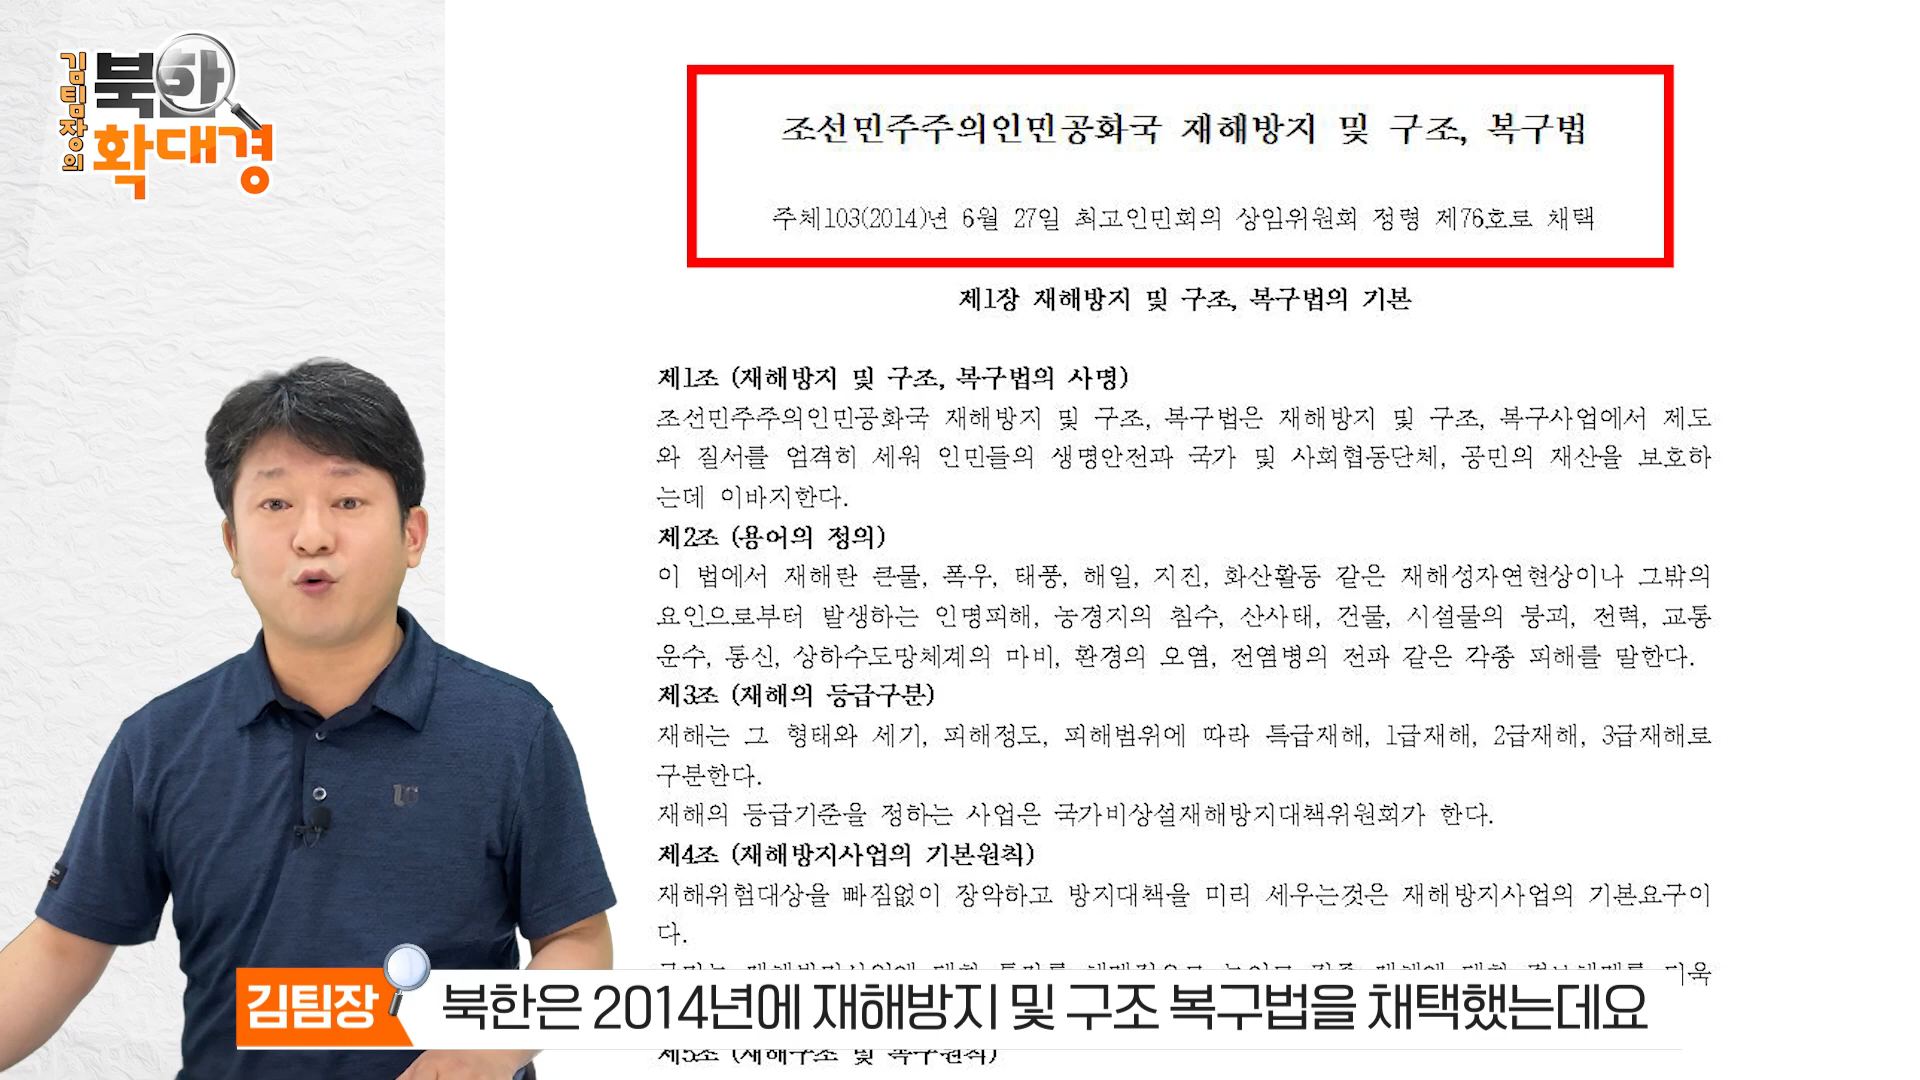 김팀장의
북한
확대경
조선민주주의인민공화국 재해방지 및 구조, 복구법
주체103(2014)년 6월 27일 최고인민회의 상임위원회 정령 제76호로 채택
제1장 재해방지 및 구조, 복구법의 기본
제1조 (재해방지 및 구조, 복구법의 사명)
조선민주주의인민공화국 재해방지 및 구조, 복구법은 재해방지 및 구조, 복구사업에서 제도
와 질서를 엄격히 세워 인민들의 생명안전과 국가 및 사회협동단체, 공민의 재산을 보호하
는데 이바지한다.
제2조 (용어의 정의)
이 법에서 재해란 큰물, 폭우, 태풍, 해일, 지진, 화산활동 같은 재해성자연현상이나 그밖의
요인으로부터 발생하는 인명피해, 농경지의 침수, 산사태, 건물, 시설물의 붕괴, 전력, 교통
운수, 통신, 상하수도망체계의 마비, 환경의 오염, 전염병의 전파 같은 각종 피해를 말한다.
제3조 (재해의 등급구분)
재해는 그 형태와 세기, 피해정도, 피해범위에 따라 특급재해, 1급재해, 2급재해, 3급재해로
구분한다.
재해의 등급기준을 정하는 사업은 국가비상설재해방지대책위원회가 한다.
제4조 (재해방지사업의 기본원칙)
재해위험대상을 빠짐없이 장악하고 방지대책을 미리 세우는것은 재해방지사업의 기본요구이
다.
김팀장
북한은 2014년에 재해방지 및 구조 복구법을 채택했는데요
제5조 (재해구조 및 복구원칙)